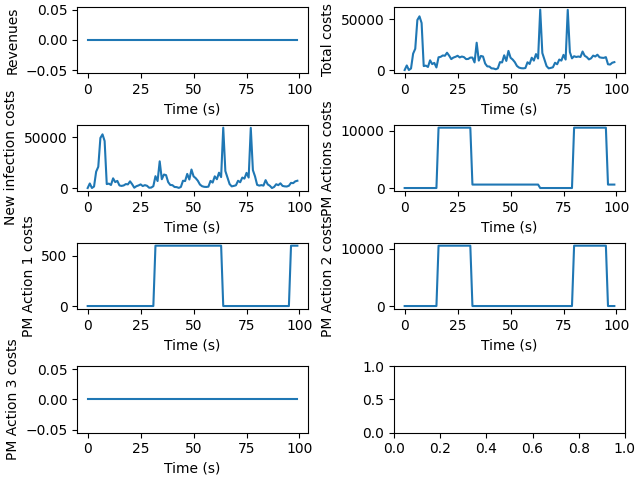 Revenues
0.05
0.00
−0.05
0 25 50 75 100
Time (s)
Total costs
50000
0
0 25 50 75 100
Time (s)
New infection costs
50000
0
0 25 50 75 100
Time (s)
PM Actions costs
10000
0
0 25 50 75 100
Time (s)
PM Action 1 costs
500
0
0 25 50 75 100
Time (s)
PM Action 2 costs
10000
0
0 25 50 75 100
Time (s)
PM Action 3 costs
0.05
0.00
−0.05
0 25 50 75 100
Time (s)
1.0
0.5
0.0
0.0 0.2 0.4 0.6 0.8 1.0